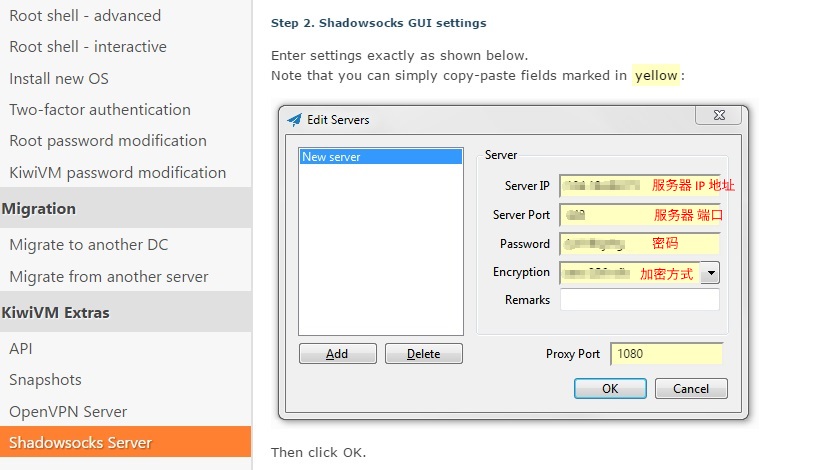 Root shell - advanced
Root shell - interactive
Install new OS
Two-factor authentication
Root password modification
KiwiVM password modification
Migration
Migrate to another DC
Migrate from another server
KiwiVM Extras
API
Snapshots
OpenVPN Server
Shadowsocks Server
Step 2. Shadowsocks GUI settings
Enter settings exactly as shown below.
Note that you can simply copy-paste fields marked in yellow:
Edit Servers
New server
Server
Server IP 服务器 IP 地址
Server Port 服务器 端口
Password 密码
Encryption 加密方式
Remarks
Add Delete
Proxy Port 1080
OK Cancel
Then click OK.